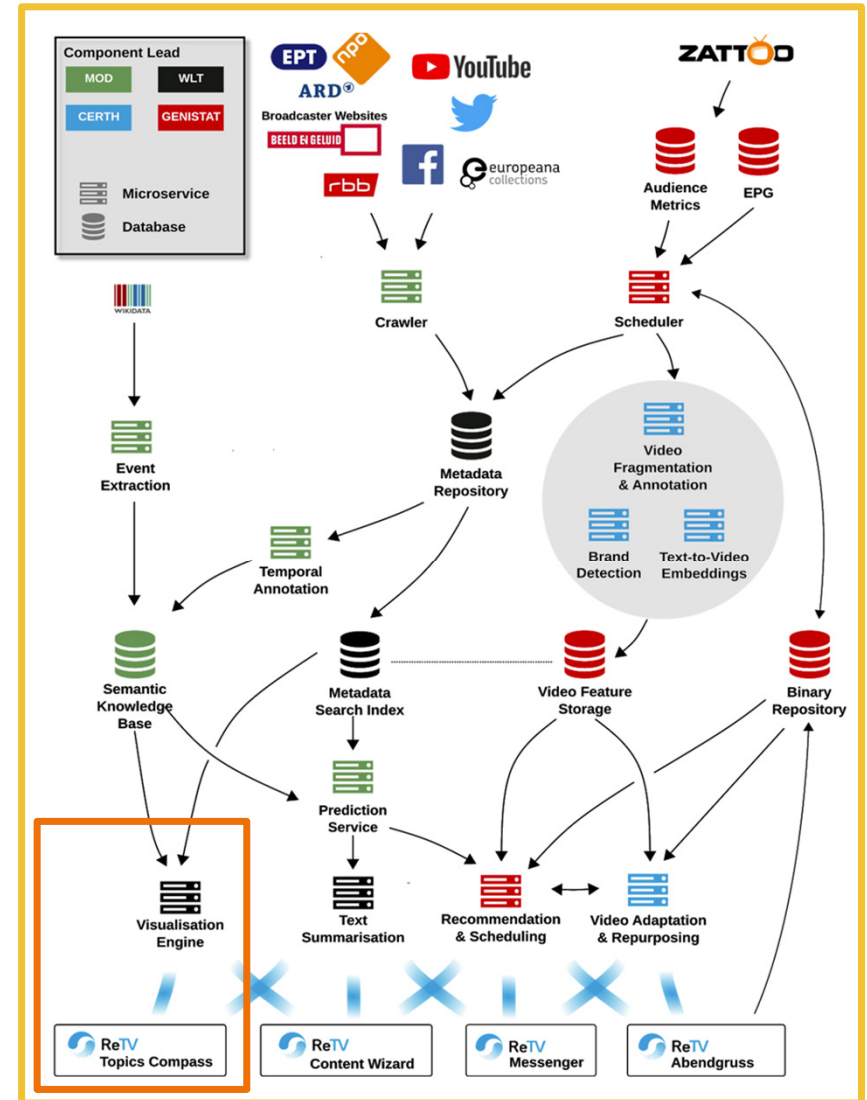 Component Lead
MOD
WLT
CERTH
GENISTAT
Microservice
Database
EPT
npo
ARD
YouTube
Broadcaster Websites
BEELD EN GELUID
rbb
f
europeana
collections
ZATTOO
Audience
Metrics
EPG
WIKIDATA
Crawler
Scheduler
Event
Extraction
Metadata
Repository
Video
Fragmentation
& Annotation
Brand
Detection
Text-to-Video
Embeddings
Temporal
Annotation
Semantic
Knowledge
Base
Metadata
Search Index
Video Feature
Storage
Binary
Repository
Prediction
Service
Visualisation
Engine
Text
Summarisation
Recommendation
& Scheduling
Video Adaptation
& Repurposing
ReTV
Topics Compass
ReTV
Content Wizard
ReTV
Messenger
ReTV
Abendgruss